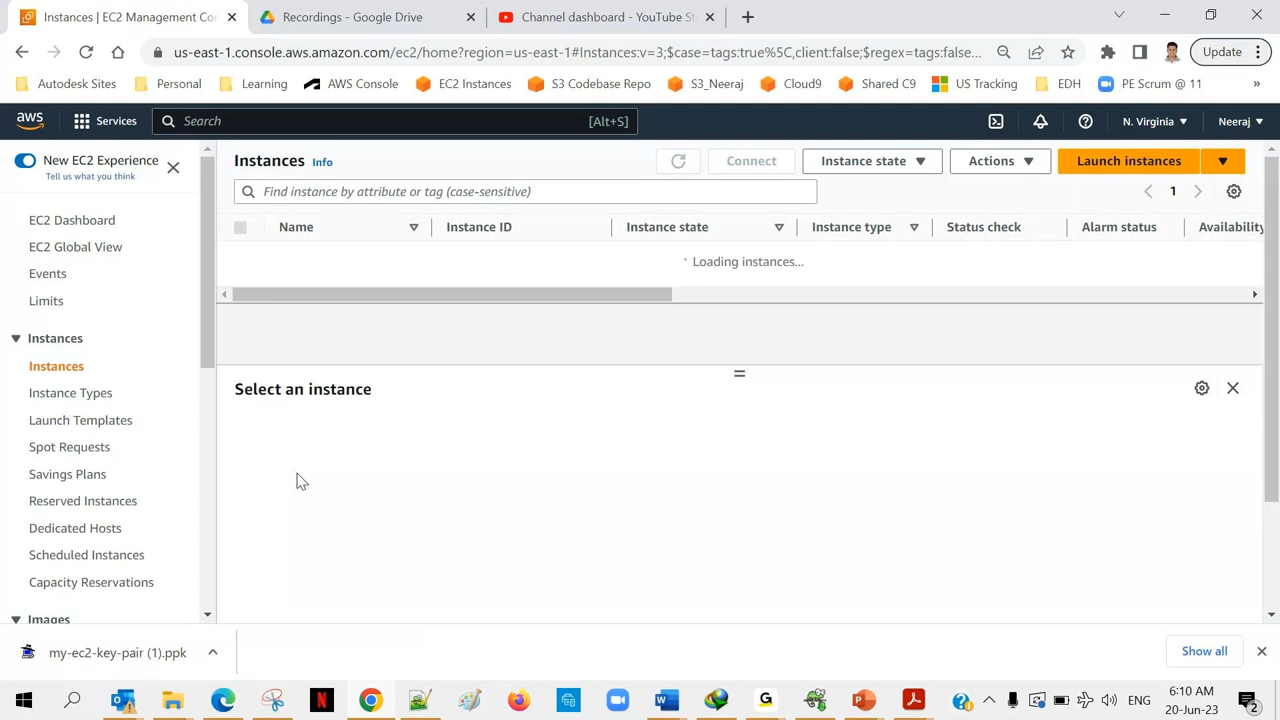 Instances | EC2 Management Con
Recordings - Google Drive
Channel dashboard - YouTube St
us-east-1.console.aws.amazon.com/ec2/home?region=us-east-1#Instances:v=3;$case=tags:true%5C,client:false;$regex=tags:false...
Update
Autodesk Sites
Personal
Learning
AWS Console
EC2 Instances
S3 Codebase Repo
S3_Neeraj
Cloud9
Shared C9
US Tracking
EDH
PE Scrum @ 11
»
aws
Services
Search
[Alt+S]
N. Virginia
Neeraj
New EC2 Experience
Tell us what you think
EC2 Dashboard
EC2 Global View
Events
Limits
Instances
Instances
Instance Types
Launch Templates
Spot Requests
Savings Plans
Reserved Instances
Dedicated Hosts
Scheduled Instances
Capacity Reservations
Images
Instances Info
Connect
Instance state
Actions
Launch instances
Find instance by attribute or tag (case-sensitive)
1
Name
Instance ID
Instance state
Instance type
Status check
Alarm status
Availability
Loading instances...
Select an instance
my-ec2-key-pair (1).ppk
Show all
ENG
6:10 AM
20-Jun-23
2